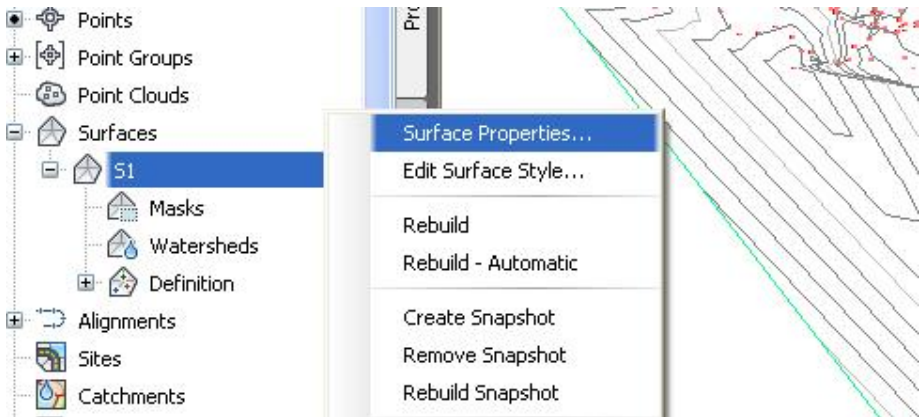 Points
Point Groups
Point Clouds
Surfaces
S1
Masks
Watersheds
Definition
Alignments
Sites
Catchments
Pro
Surface Properties...
Edit Surface Style...
Rebuild
Rebuild - Automatic
Create Snapshot
Remove Snapshot
Rebuild Snapshot